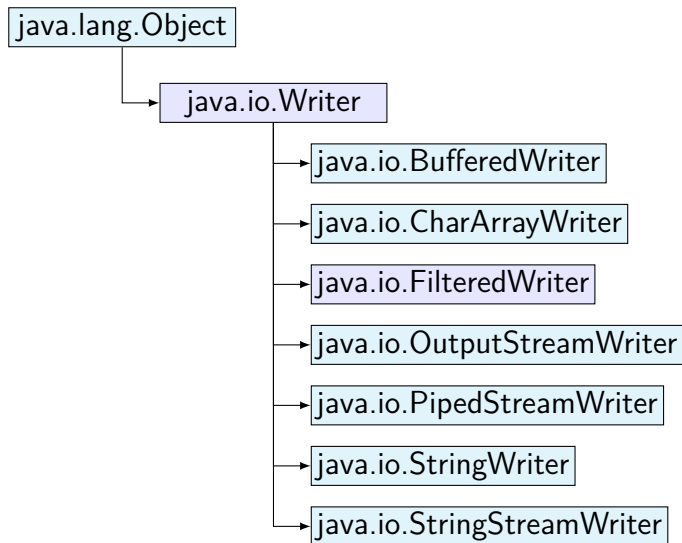 java.lang.Object
java.io.Writer
java.io.BufferedWriter
java.io.CharArrayWriter
java.io.FilteredWriter
java.io.OutputStreamWriter
java.io.PipedStreamWriter
java.io.StringWriter
java.io.StringStreamWriter